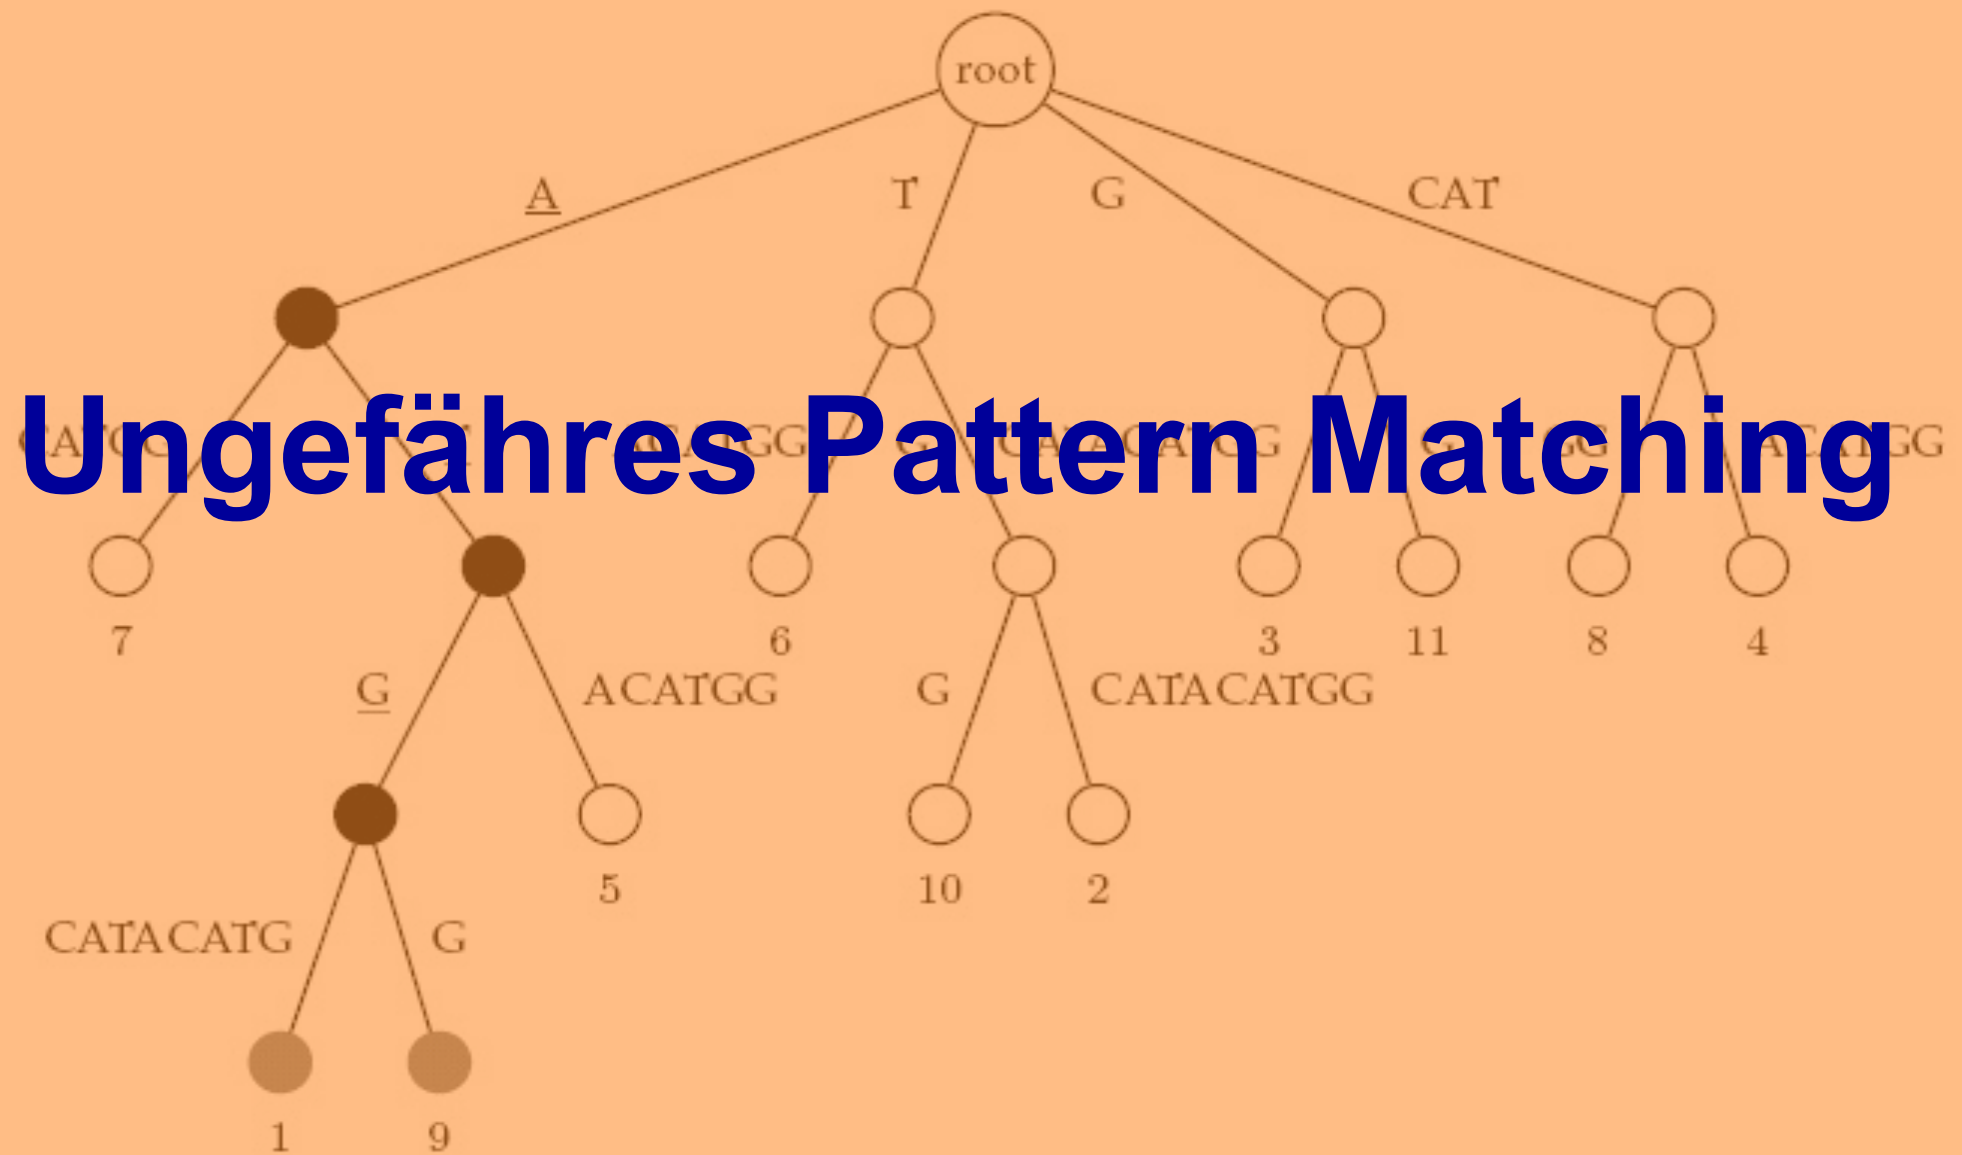 root
A T G CAT
Ungefähres Pattern Matching
7 6 3 11 8 4
G ACATGG G CATACATGG
5 10 2
CATACATG G
1 9